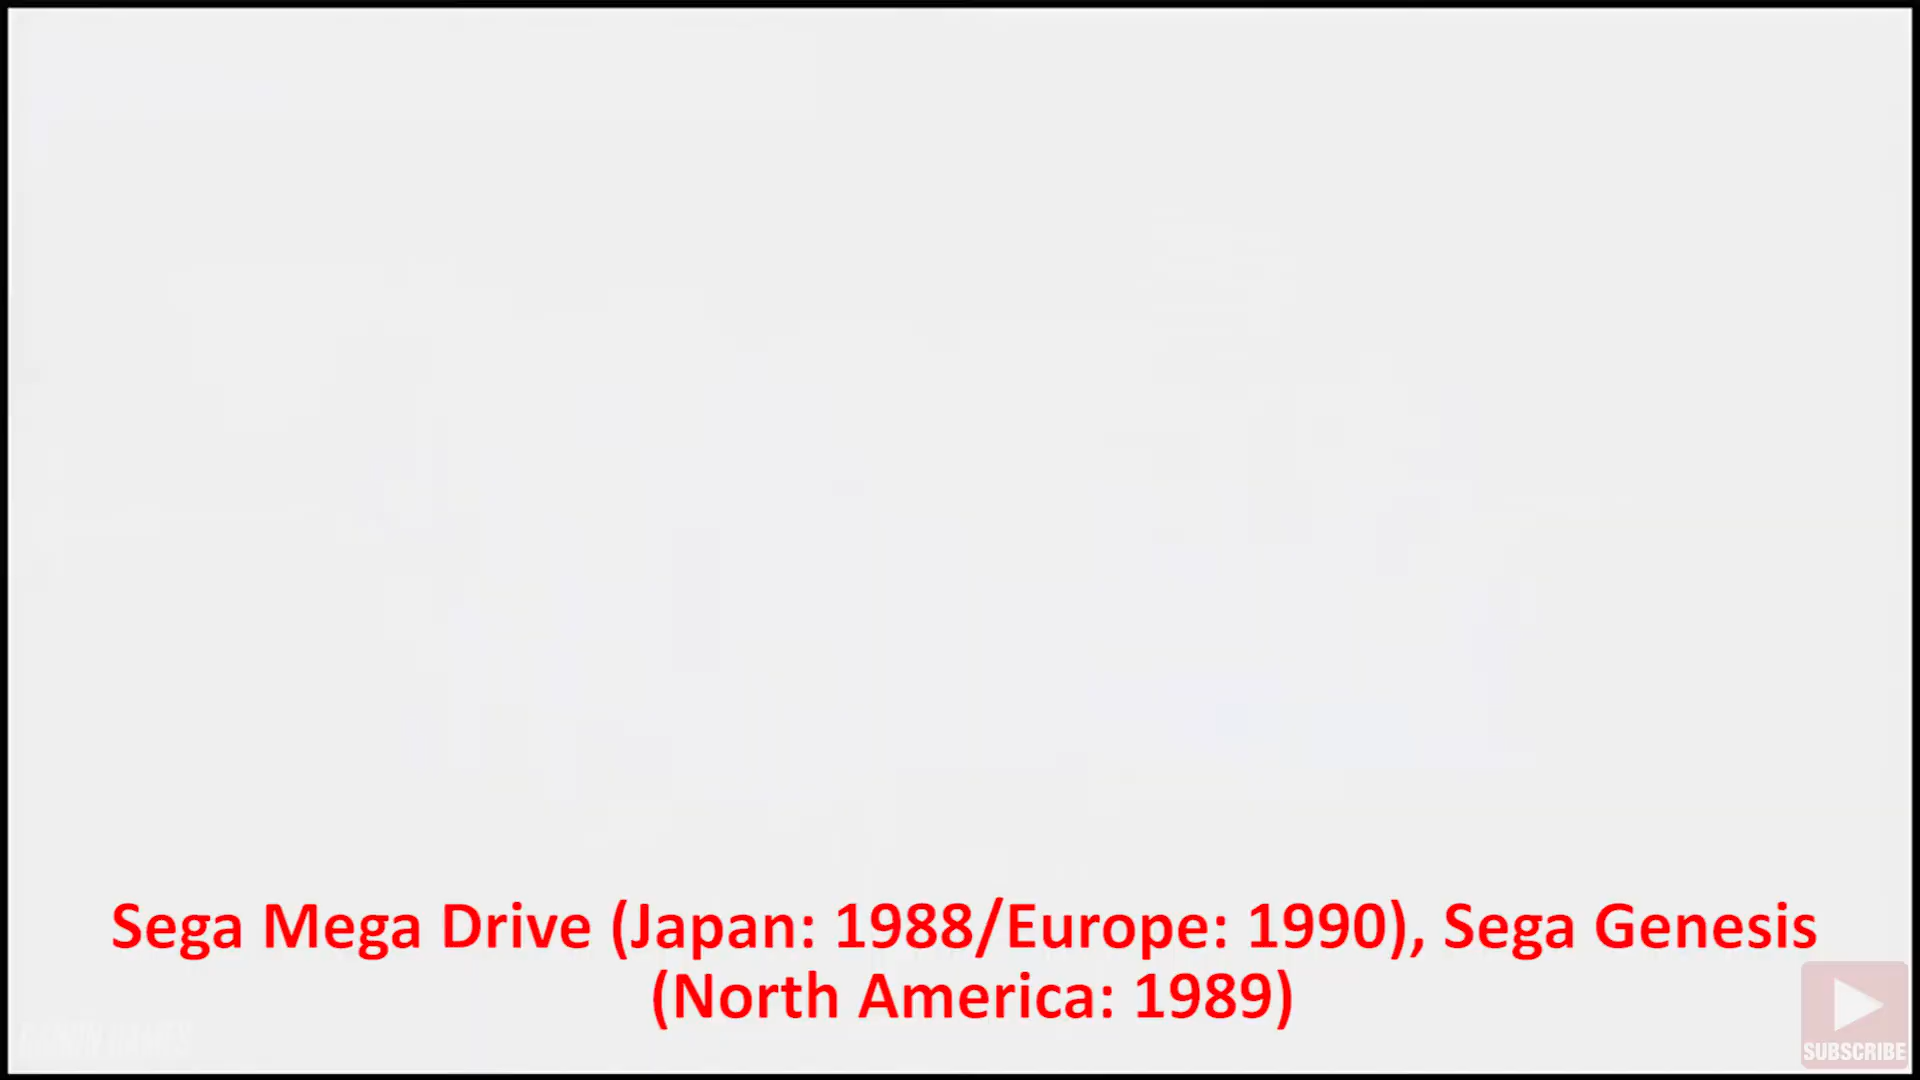 Sega Mega Drive (Japan: 1988/Europe: 1990), Sega Genesis
(North America: 1989)
SUBSCRIBE